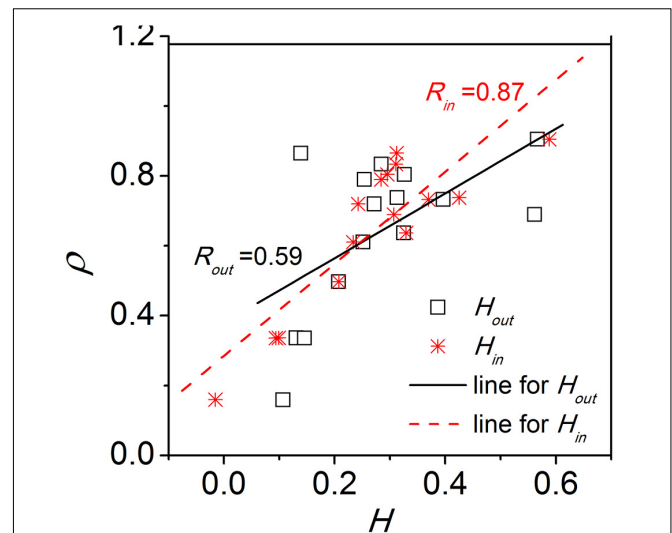 1.2
R_in =0.87
0.8
R_out =0.59
ρ
0.4
H_out
H_in
line for H_out
line for H_in
0.0
0.0 0.2 0.4 0.6
H